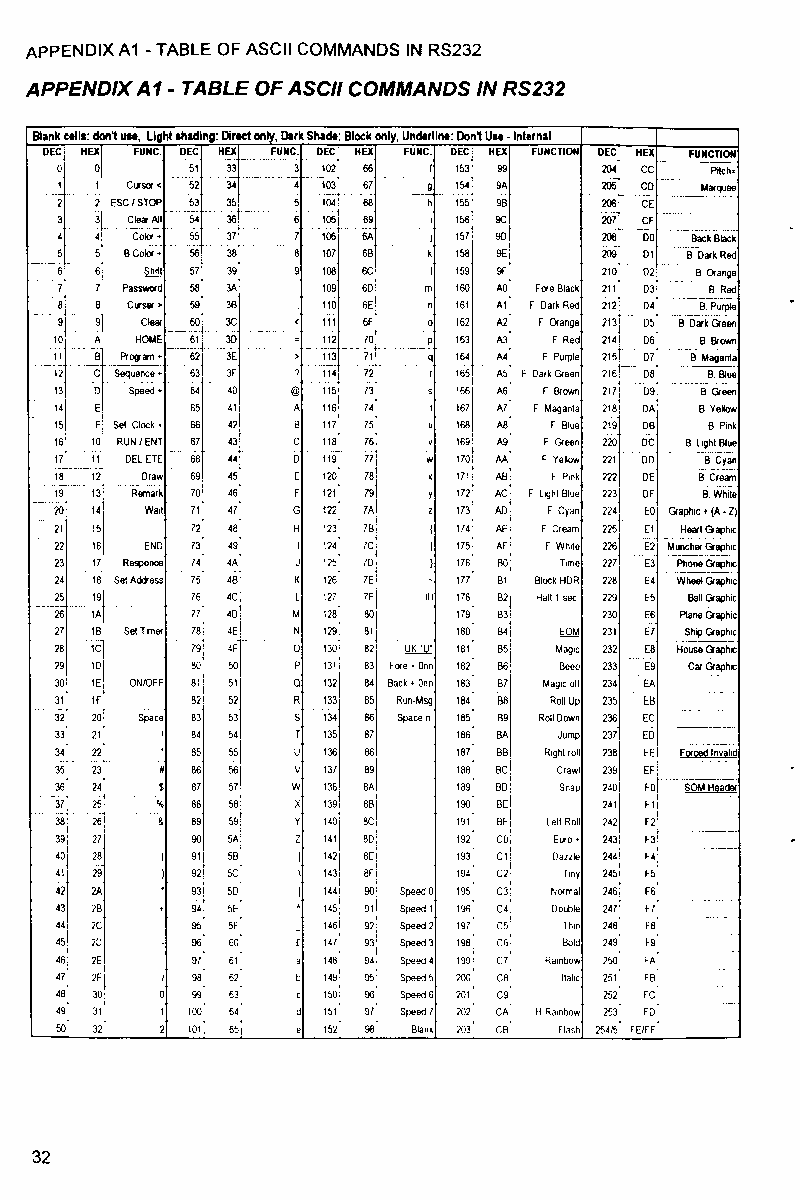 APPENDIX A1 - TABLE OF ASCII COMMANDS IN RS232
APPENDIX A1 - TABLE OF ASCII COMMANDS IN RS232
Blank cells: don't use, Light shading: Direct only, Dark Shade: Block only, Underline: Don't Use - Internal
DEC HEX FUNC. DEC HEX FUNC. DEC HEX FUNC. DEC HEX FUNCTION DEC HEX FUNCTION
0 0 51 33 3 102 66 f 153 99 204 CC Pitch+
1 1 Cursor < 52 34 4 103 67 g 154 9A 205 CD Marquee
2 2 ESC / STOP 53 35 5 104 68 h 155 9B 206 CE
3 3 Clear All 54 36 6 105 69 i 156 9C 207 CF
4 4 Color + 55 37 7 106 6A j 157 9D 208 D0 Back Black
5 5 B Color + 56 38 8 107 6B k 158 9E 209 D1 B Dark Red
6 6 Shift 57 39 9 108 6C l 159 9F 210 D2 B Orange
7 7 Password 58 3A 109 6D m 160 A0 Fore Black 211 D3 B Red
8 8 Cursor > 59 3B 110 6E n 161 A1 F Dark Red 212 D4 B. Purple
9 9 Clear 60 3C < 111 6F o 162 A2 F Orange 213 D5 B Dark Green
10 A HOME 61 3D = 112 70 p 163 A3 F Red 214 D6 B Brown
11 B Program + 62 3E > 113 71 q 164 A4 F Purple 215 D7 B Maganta
12 C Sequence + 63 3F ? 114 72 r 165 A5 F Dark Green 216 D8 B. Blue
13 D Speed + 64 40 @ 115 73 s 166 A6 F Brown 217 D9 B Green
14 E 65 41 A 116 74 t 167 A7 F Maganta 218 DA B Yellow
15 F Set Clock + 66 42 B 117 75 u 168 A8 F Blue 219 DB B Pink
16 10 RUN / ENT 67 43 C 118 76 v 169 A9 F Green 220 DC B Light Blue
17 11 DELETE 68 44 D 119 77 w 170 AA F Yellow 221 DD B Cyan
18 12 Draw 69 45 E 120 78 x 171 AB F Pink 222 DE B Cream
19 13 Remark 70 46 F 121 79 y 172 AC F Light Blue 223 DF B. White
20 14 Wait 71 47 G 122 7A z 173 AD F Cyan 224 E0 Graphic + (A - Z)
21 15 72 48 H 123 7B { 174 AE F Cream 225 E1 Heart Graphic
22 16 END 73 49 I 124 7C | 175 AF F White 226 E2 Muncher Graphic
23 17 Responce 74 4A J 125 7D } 176 B0 Time 227 E3 Phone Graphic
24 18 Set Address 75 4B K 126 7E ~ 177 B1 Block HDR 228 E4 Wheel Graphic
25 19 76 4C L 127 7F 178 B2 Halt 1 sec 229 E5 Ball Graphic
26 1A 77 4D M 128 80 179 B3 230 E6 Plane Graphic
27 1B Set Timer 78 4E N 129 81 180 B4 EOM 231 E7 Ship Graphic
28 1C 79 4F O 130 82 UK "U" 181 B5 Magic 232 E8 House Graphic
29 1D 80 50 P 131 83 Fore + 0nn 182 B6 Beep 233 E9 Car Graphic
30 1E ON/OFF 81 51 Q 132 84 Back + 0nn 183 B7 Magic off 234 EA
31 1F 82 52 R 133 85 Run-Msg 184 B8 Roll Up 235 EB
32 20 Space 83 53 S 134 86 Space n 185 B9 Roll Down 236 EC
33 21 ! 84 54 T 135 87 186 BA Jump 237 ED
34 22 " 85 55 U 136 88 187 BB Right roll 238 EE Forced Invalid
35 23 # 86 56 V 137 89 188 BC Crawl 239 EF
36 24 $ 87 57 W 138 8A 189 BD Snap 240 F0 SOM Header
37 25 % 88 58 X 139 8B 190 BE 241 F1
38 26 & 89 59 Y 140 8C 191 BF Left Roll 242 F2
39 27 90 5A Z 141 8D 192 C0 Euro + 243 F3
40 28 ( 91 5B [ 142 8E 193 C1 Dazzle 244 F4
41 29 ) 92 5C \ 143 8F 194 C2 Tiny 245 F5
42 2A * 93 5D ] 144 90 Speed 0 195 C3 Normal 246 F6
43 2B + 94 5E ^ 145 91 Speed 1 196 C4 Double 247 F7
44 2C 95 5F _ 146 92 Speed 2 197 C5 Thin 248 F8
45 2D - 96 60 £ 147 93 Speed 3 198 C6 Bold 249 F9
46 2E 97 61 a 148 94 Speed 4 199 C7 Rainbow 250 FA
47 2F / 98 62 b 149 95 Speed 5 200 C8 Italic 251 FB
48 30 0 99 63 c 150 96 Speed 6 201 C9 252 FC
49 31 1 100 64 d 151 97 Speed 7 202 CA H Rainbow 253 FD
50 32 2 101 65 e 152 98 Blank 203 CB Flash 254/5 FE/FF
32